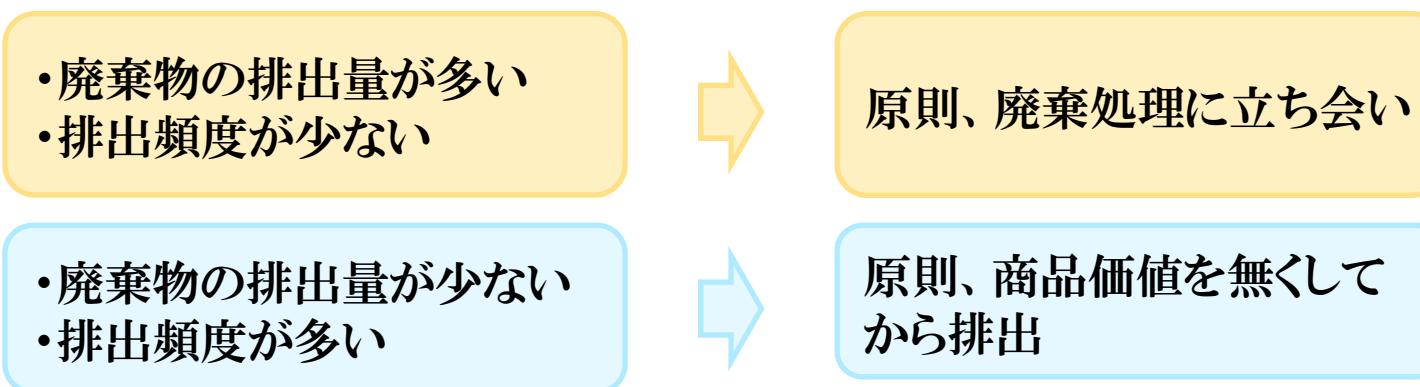 ・廃棄物の排出量が多い
・排出頻度が少ない
原則、廃棄処理に立ち会い
・廃棄物の排出量が少ない
・排出頻度が多い
原則、商品価値を無くして
から排出